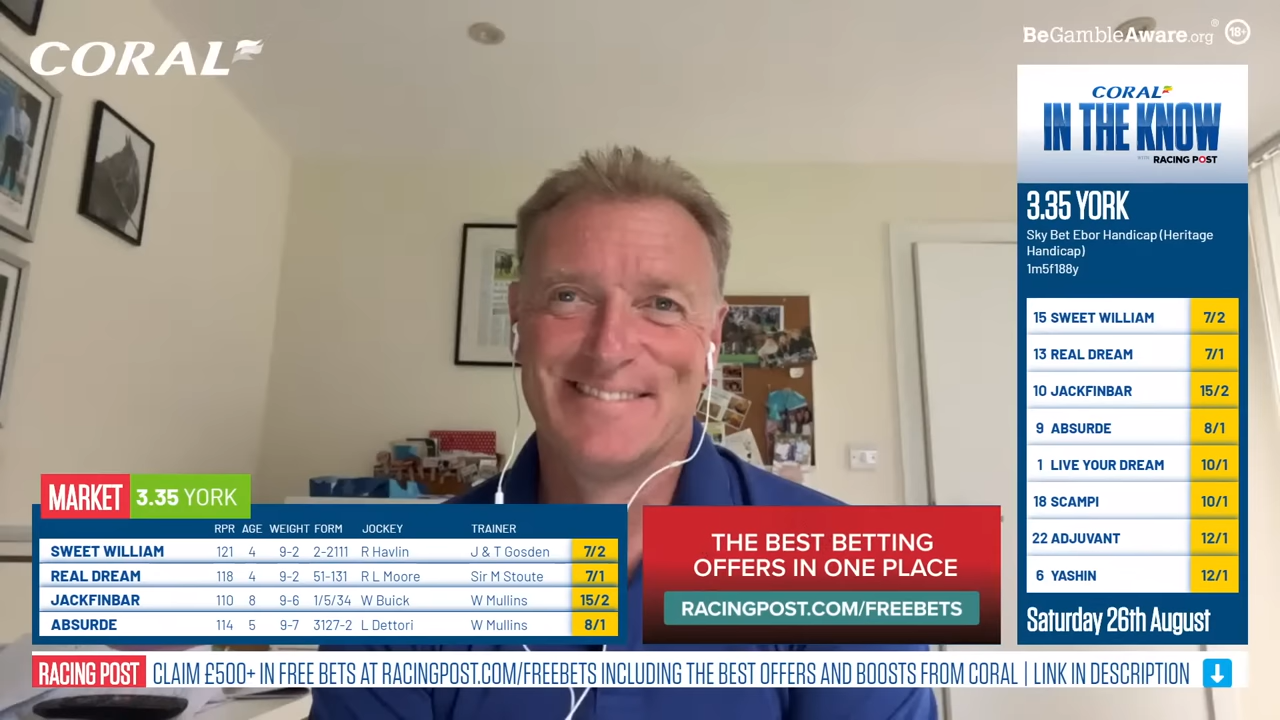 CORAL
BeGambleAware.org® 18+
CORAL
IN THE KNOW
WITH RACING POST
3.35 YORK
Sky Bet Ebor Handicap (Heritage
Handicap)
1m5f188y
15 SWEET WILLIAM 7/2
13 REAL DREAM 7/1
10 JACKFINBAR 15/2
9 ABSURDE 8/1
1 LIVE YOUR DREAM 10/1
18 SCAMPI 10/1
22 ADJUVANT 12/1
6 YASHIN 12/1
Saturday 26th August
MARKET 3.35 YORK
RPR AGE WEIGHT FORM JOCKEY TRAINER
SWEET WILLIAM 121 4 9-2 2-2111 R Havlin J & T Gosden 7/2
REAL DREAM 118 4 9-2 51-131 R L Moore Sir M Stoute 7/1
JACKFINBAR 110 8 9-6 1/5/34 W Buick W Mullins 15/2
ABSURDE 114 5 9-7 3127-2 L Dettori W Mullins 8/1
THE BEST BETTING
OFFERS IN ONE PLACE
RACINGPOST.COM/FREEBETS
RACING POST CLAIM £500+ IN FREE BETS AT RACINGPOST.COM/FREEBETS INCLUDING THE BEST OFFERS AND BOOSTS FROM CORAL | LINK IN DESCRIPTION